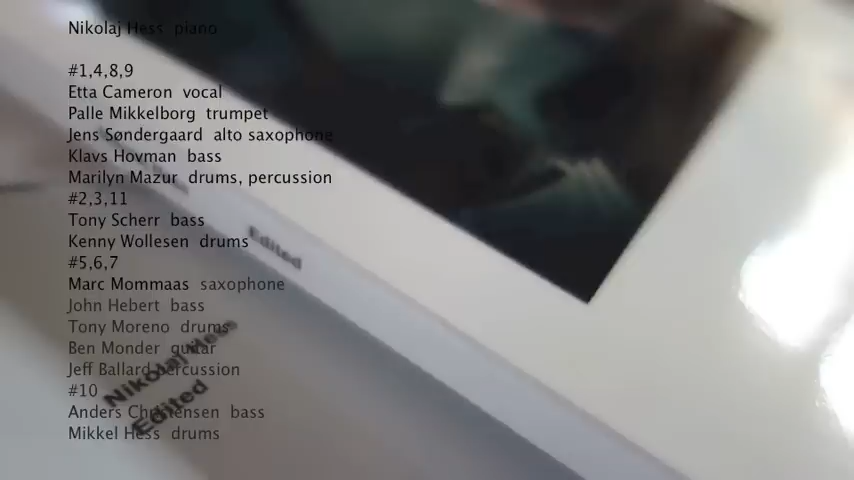 Nikolaj Hess piano
#1,4,8,9
Etta Cameron vocal
Palle Mikkelborg trumpet
Jens Søndergaard alto saxophone
Klavs Hovman bass
Marilyn Mazur drums, percussion
#2,3,11
Tony Scherr bass
Kenny Wollesen drums
#5,6,7
Marc Mommaas saxophone
John Hebert bass
Tony Moreno drums
Ben Monder guitar
Jeff Ballard percussion
#10
Anders Christensen bass
Mikkel Hess drums
Edited
Nikolaj Hess
Edited